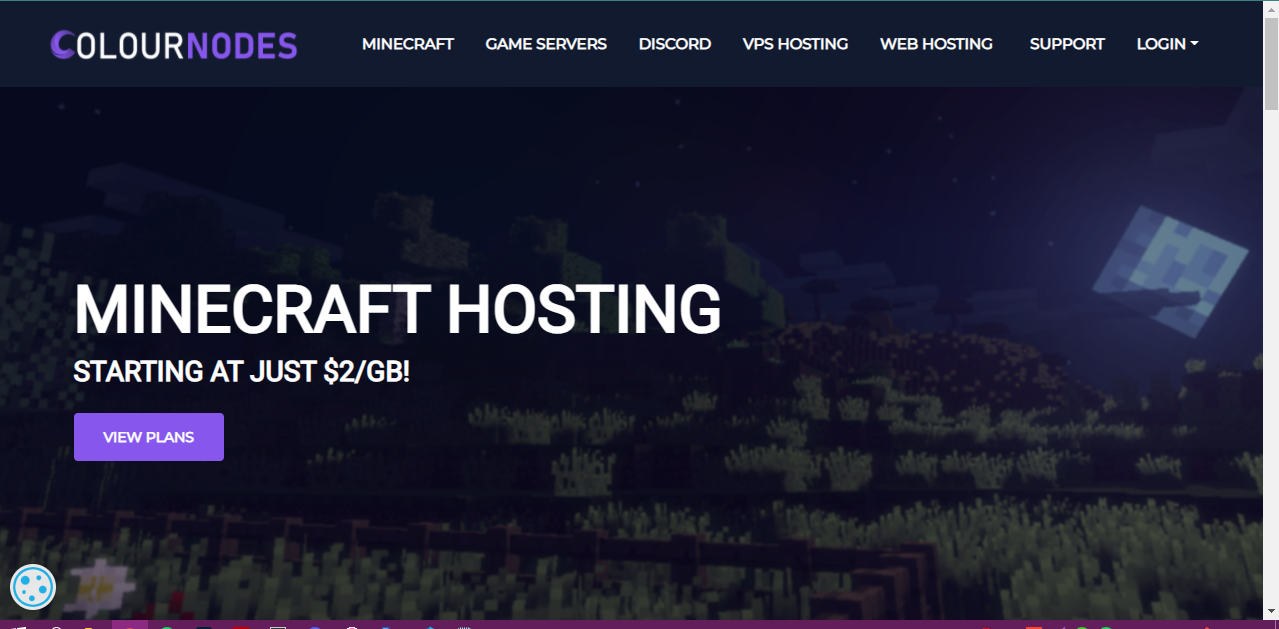 COLOURNODES
MINECRAFT GAME SERVERS DISCORD VPS HOSTING WEB HOSTING SUPPORT LOGIN
MINECRAFT HOSTING
STARTING AT JUST $2/GB!
VIEW PLANS